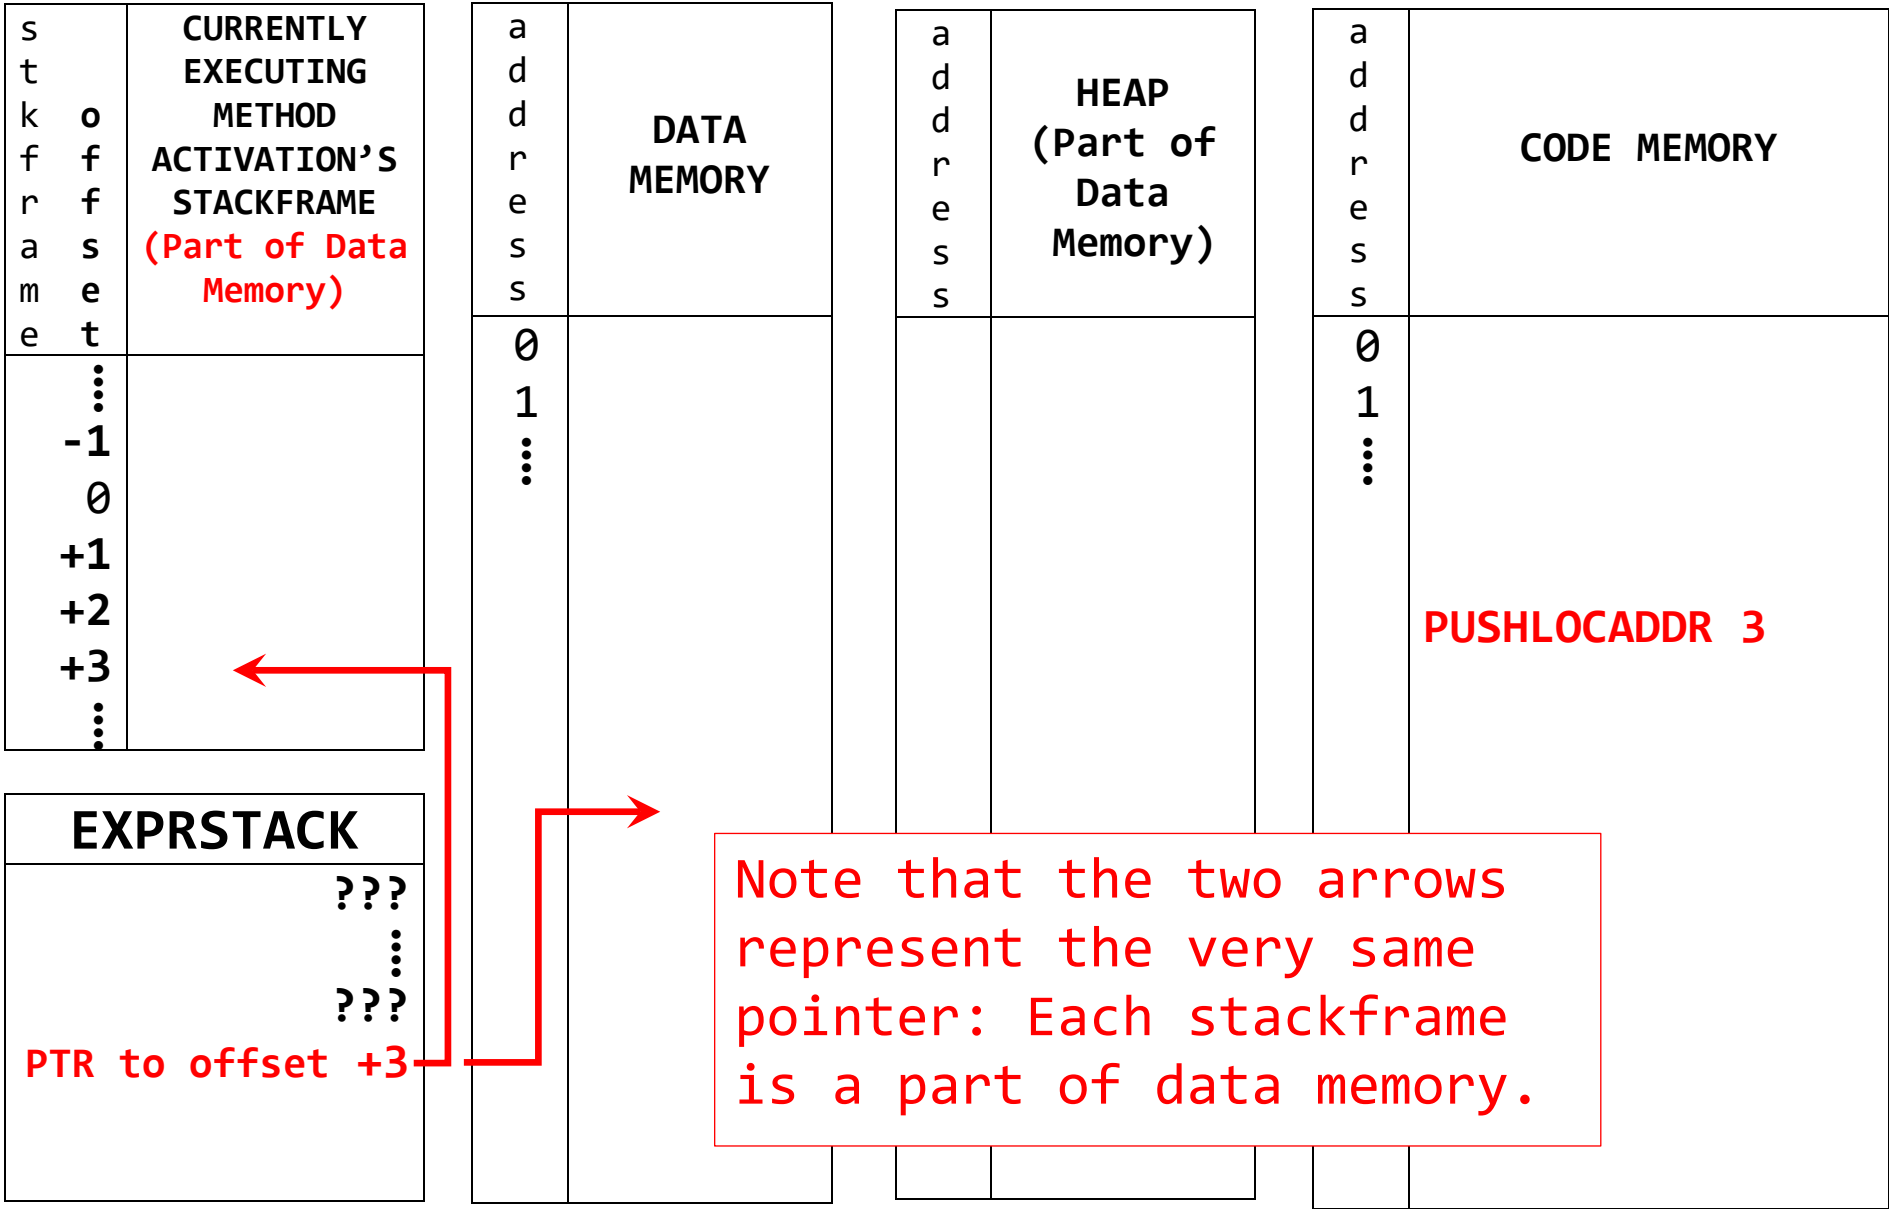 stkframe
offset
CURRENTLY
EXECUTING
METHOD
ACTIVATION’S
STACKFRAME
(Part of Data
Memory)
⋮
-1
0
+1
+2
+3
⋮
EXPRSTACK
???
⋮
???
PTR to offset +3
address
DATA
MEMORY
0
1
⋮
address
HEAP
(Part of
Data
Memory)
address
CODE MEMORY
0
1
⋮
PUSHLOCADDR 3
Note that the two arrows
represent the very same
pointer: Each stackframe
is a part of data memory.